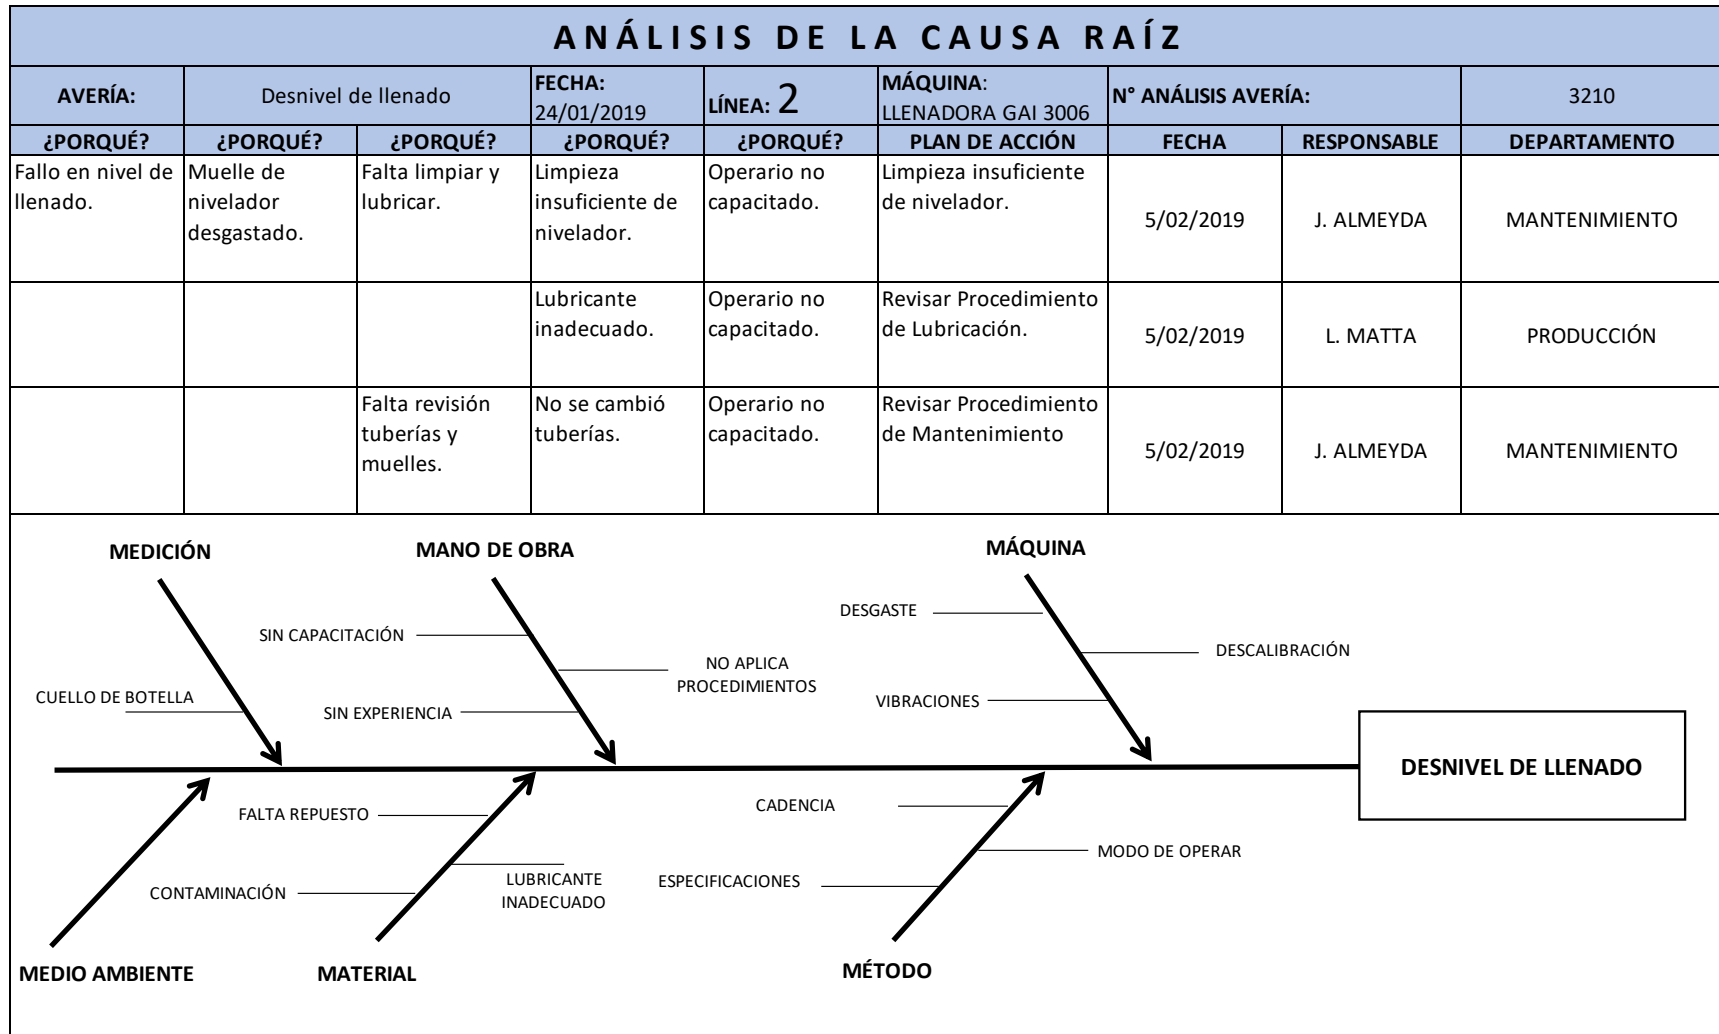 ANÁLISIS DE LA CAUSA RAÍZ
AVERÍA:
Desnivel de llenado
FECHA:
24/01/2019
LÍNEA: 2
MÁQUINA:
LLENADORA GAI 3006
N° ANÁLISIS AVERÍA:
3210
¿PORQUÉ?
¿PORQUÉ?
¿PORQUÉ?
¿PORQUÉ?
¿PORQUÉ?
PLAN DE ACCIÓN
FECHA
RESPONSABLE
DEPARTAMENTO
Fallo en nivel de
llenado.
Muelle de
nivelador
desgastado.
Falta limpiar y
lubricar.
Limpieza
insuficiente de
nivelador.
Operario no
capacitado.
Limpieza insuficiente
de nivelador.
5/02/2019
J. ALMEYDA
MANTENIMIENTO
Lubricante
inadecuado.
Operario no
capacitado.
Revisar Procedimiento
de Lubricación.
5/02/2019
L. MATTA
PRODUCCIÓN
Falta revisión
tuberías y
muelles.
No se cambió
tuberías.
Operario no
capacitado.
Revisar Procedimiento
de Mantenimiento
5/02/2019
J. ALMEYDA
MANTENIMIENTO
MEDICIÓN
MANO DE OBRA
MÁQUINA
DESGASTE
SIN CAPACITACIÓN
DESCALIBRACIÓN
NO APLICA
PROCEDIMIENTOS
CUELLO DE BOTELLA
SIN EXPERIENCIA
VIBRACIONES
DESNIVEL DE LLENADO
FALTA REPUESTO
CADENCIA
MODO DE OPERAR
CONTAMINACIÓN
LUBRICANTE
INADECUADO
ESPECIFICACIONES
MEDIO AMBIENTE
MATERIAL
MÉTODO